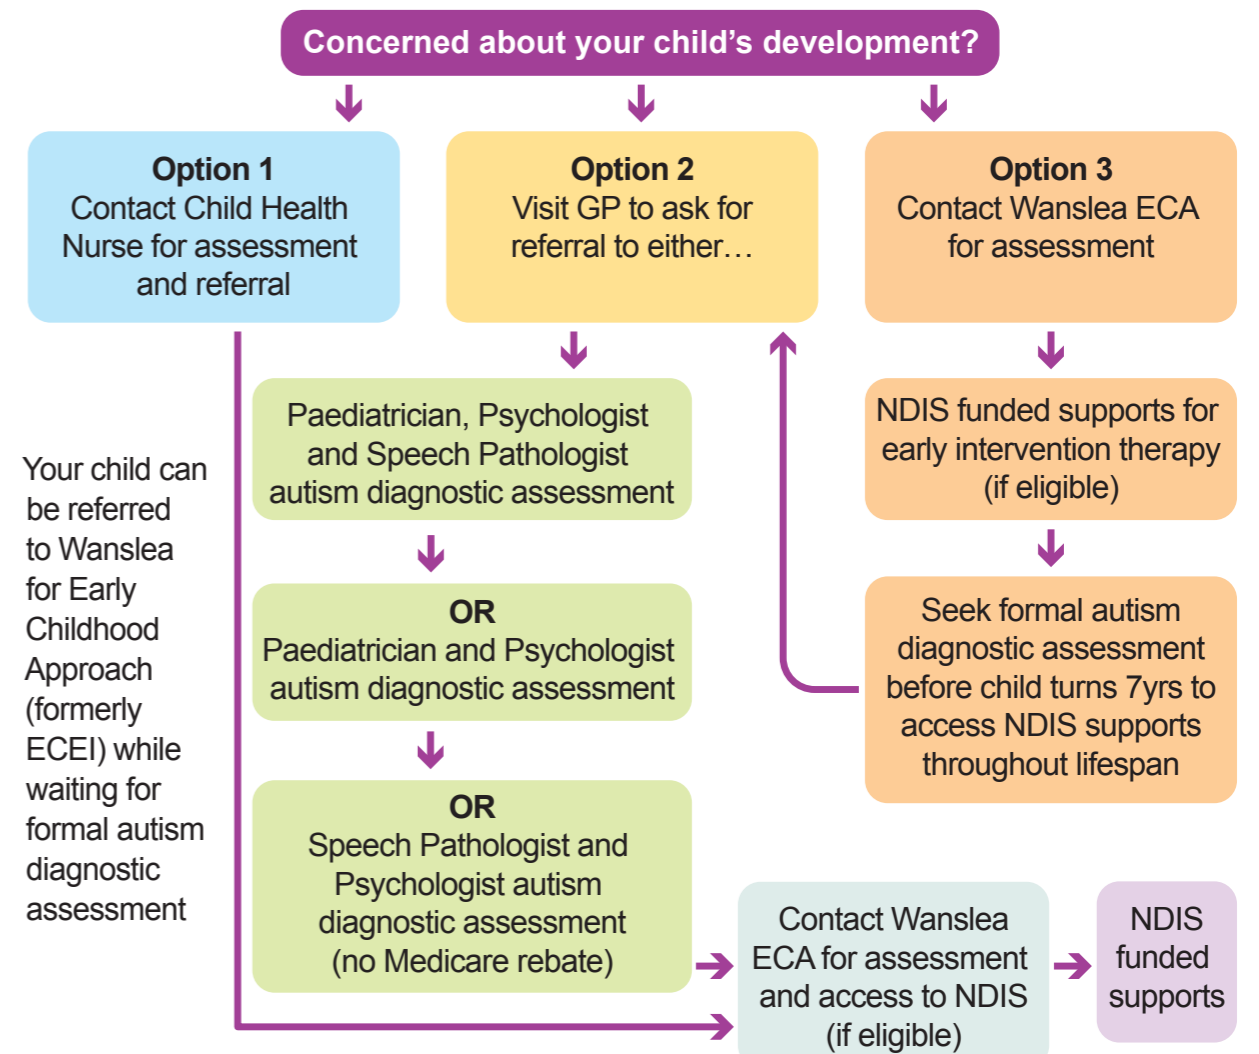 Concerned about your child’s development?
Option 1
Contact Child Health
Nurse for assessment
and referral
Option 2
Visit GP to ask for
referral to either…
Option 3
Contact Wanslea ECA
for assessment
Your child can
be referred
to Wanslea
for Early
Childhood
Approach
(formerly
ECEI) while
waiting for
formal autism
diagnostic
assessment
Paediatrician, Psychologist
and Speech Pathologist
autism diagnostic assessment
OR
Paediatrician and Psychologist
autism diagnostic assessment
OR
Speech Pathologist and
Psychologist autism
diagnostic assessment
(no Medicare rebate)
NDIS funded supports for
early intervention therapy
(if eligible)
Seek formal autism
diagnostic assessment
before child turns 7yrs to
access NDIS supports
throughout lifespan
Contact Wanslea
ECA for assessment
and access to NDIS
(if eligible)
NDIS
funded
supports